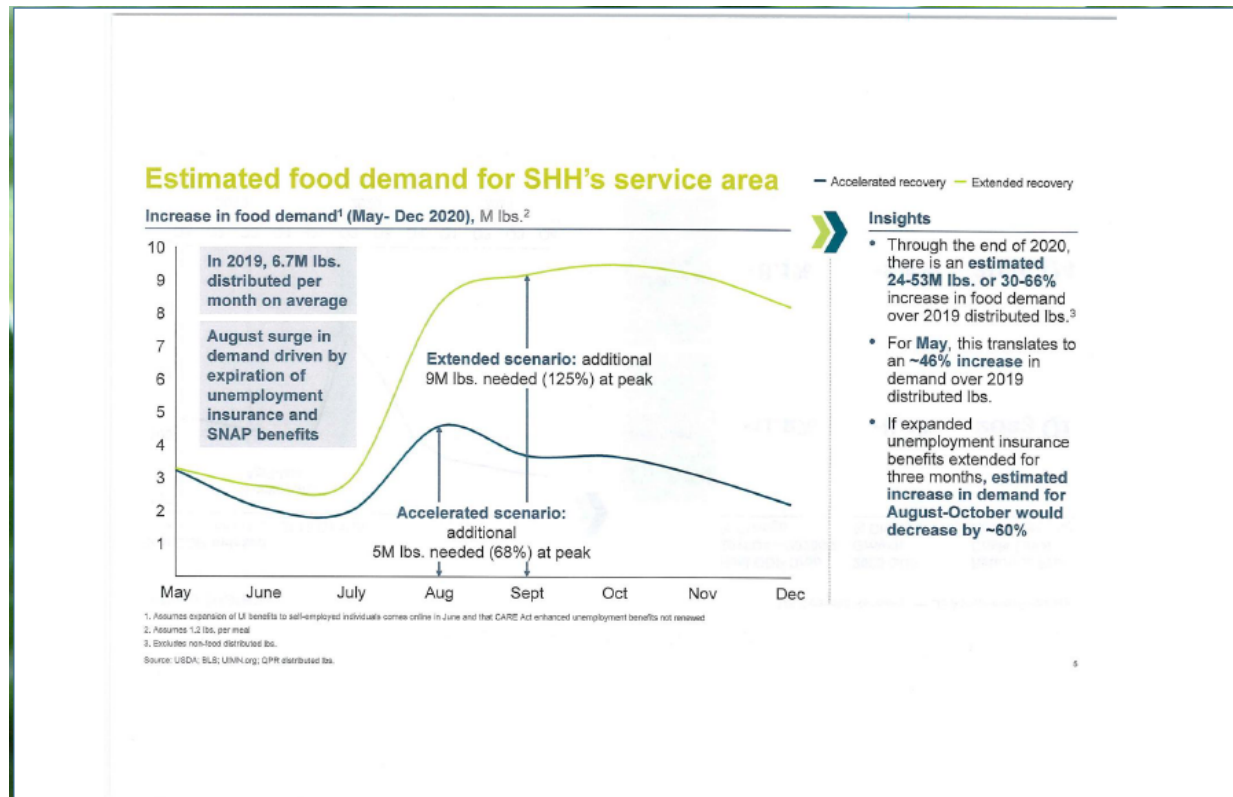 Estimated food demand for SHH's service area
Accelerated recovery
Extended recovery
Increase in food demand¹ (May- Dec 2020), M lbs.²
10
9
8
7
6
5
4
3
2
1
In 2019, 6.7M lbs.
distributed per
month on average
August surge in
demand driven by
expiration of
unemployment
insurance and
SNAP benefits
Extended scenario: additional
9M lbs. needed (125%) at peak
Accelerated scenario:
additional
5M lbs. needed (68%) at peak
May June July Aug Sept Oct Nov Dec
Insights
• Through the end of 2020,
there is an estimated
24-53M lbs. or 30-66%
increase in food demand
over 2019 distributed lbs.³
• For May, this translates to
an ~46% increase in
demand over 2019
distributed lbs.
• If expanded
unemployment insurance
benefits extended for
three months, estimated
increase in demand for
August-October would
decrease by ~60%
1. Assumes expansion of UI benefits to self-employed individuals comes online in June and that CARE Act enhanced unemployment benefits not renewed
2. Assumes 1.2 lbs. per meal
3. Excludes non-food distributed lbs.
Source: USDA; BLS; UIMN.org; QPR distributed lbs.
5